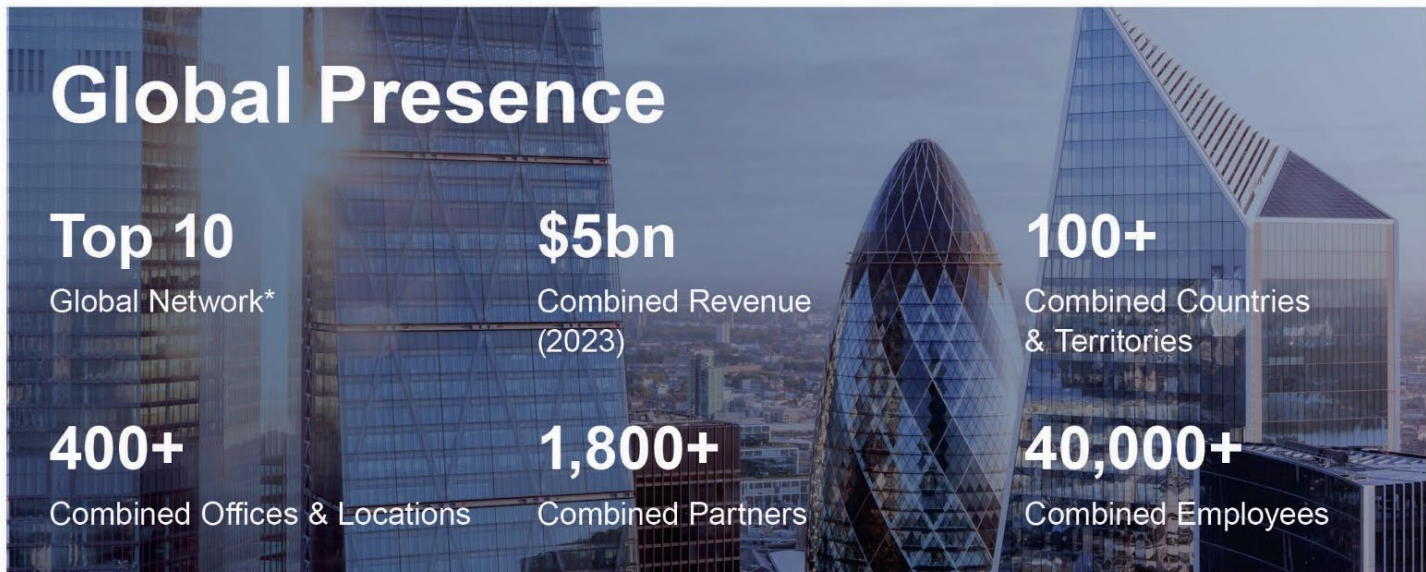 Global Presence
Top 10
Global Network*
$5bn
Combined Revenue
(2023)
100+
Combined Countries
& Territories
400+
Combined Offices & Locations
1,800+
Combined Partners
40,000+
Combined Employees